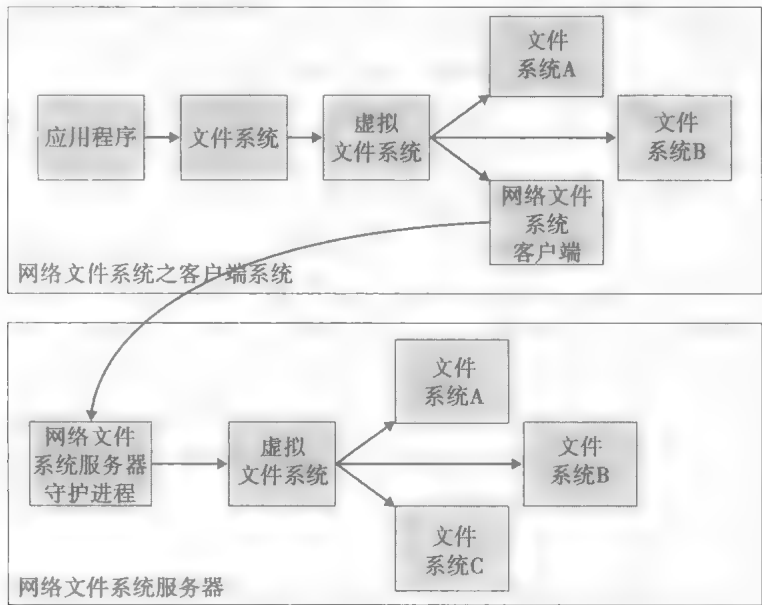 文件
系统A
应用程序
文件系统
虚拟
文件系统
文件
系统B
网络文件
系统
客户端
网络文件系统之客户端系统
文件
系统A
网络文件
系统服务器
守护进程
虚拟
文件系统
文件
系统B
文件
系统C
网络文件系统服务器